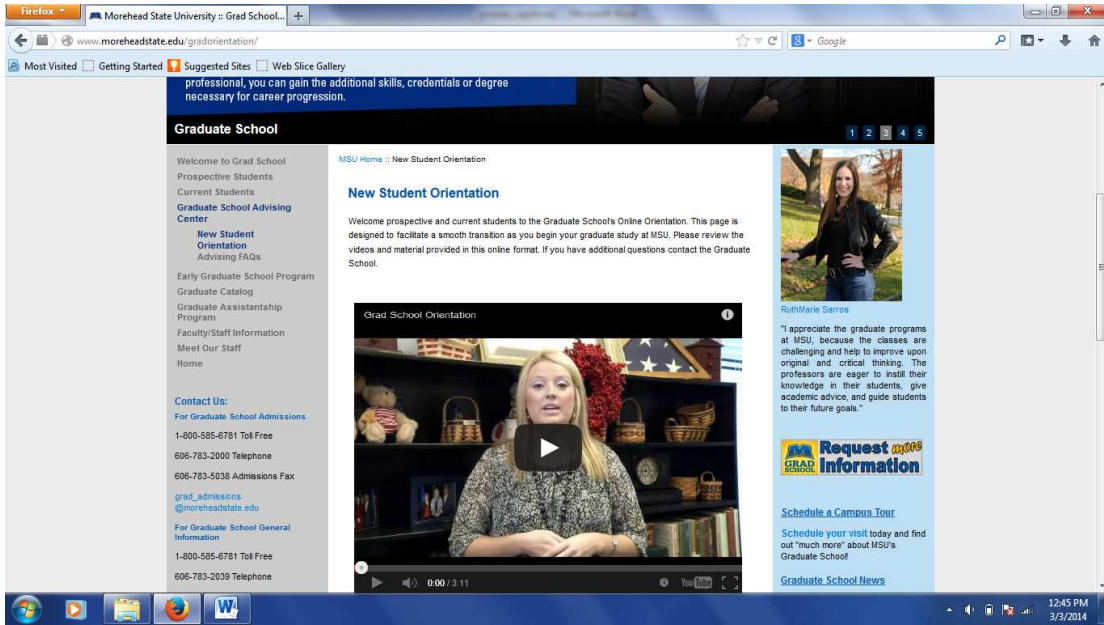 Firefox
Morehead State University :: Grad School...
+
www.moreheadstate.edu/gradorientation/
Google
Most Visited Getting Started Suggested Sites Web Slice Gallery
professional, you can gain the additional skills, credentials or degree
necessary for career progression.
Graduate School
1 2 3 4 5
Welcome to Grad School
Prospective Students
Current Students
Graduate School Advising
Center
New Student
Orientation
Advising FAQs
Early Graduate School Program
Graduate Catalog
Graduate Assistantship
Program
Faculty/Staff Information
Meet Our Staff
Home
Contact Us:
For Graduate School Admissions
1-800-585-6781 Toll Free
606-783-2000 Telephone
606-783-5038 Admissions Fax
grad_admissions
@moreheadstate.edu
For Graduate School General
Information
1-800-585-6781 Toll Free
606-783-2039 Telephone
MSU Home :: New Student Orientation
New Student Orientation
Welcome prospective and current students to the Graduate School's Online Orientation. This page is
designed to facilitate a smooth transition as you begin your graduate study at MSU. Please review the
videos and material provided in this online format. If you have additional questions contact the Graduate
School.
Grad School Orientation
0:00 / 3:11
YouTube
RuthMarie Sarros
"I appreciate the graduate programs
at MSU, because the classes are
challenging and help to improve upon
original and critical thinking. The
professors are eager to instill their
knowledge in their students, give
academic advice, and guide students
to their future goals."
GRAD
SCHOOL
Request more
Information
Schedule a Campus Tour
Schedule your visit today and find
out "much more" about MSU's
Graduate School!
Graduate School News
12:45 PM
3/3/2014